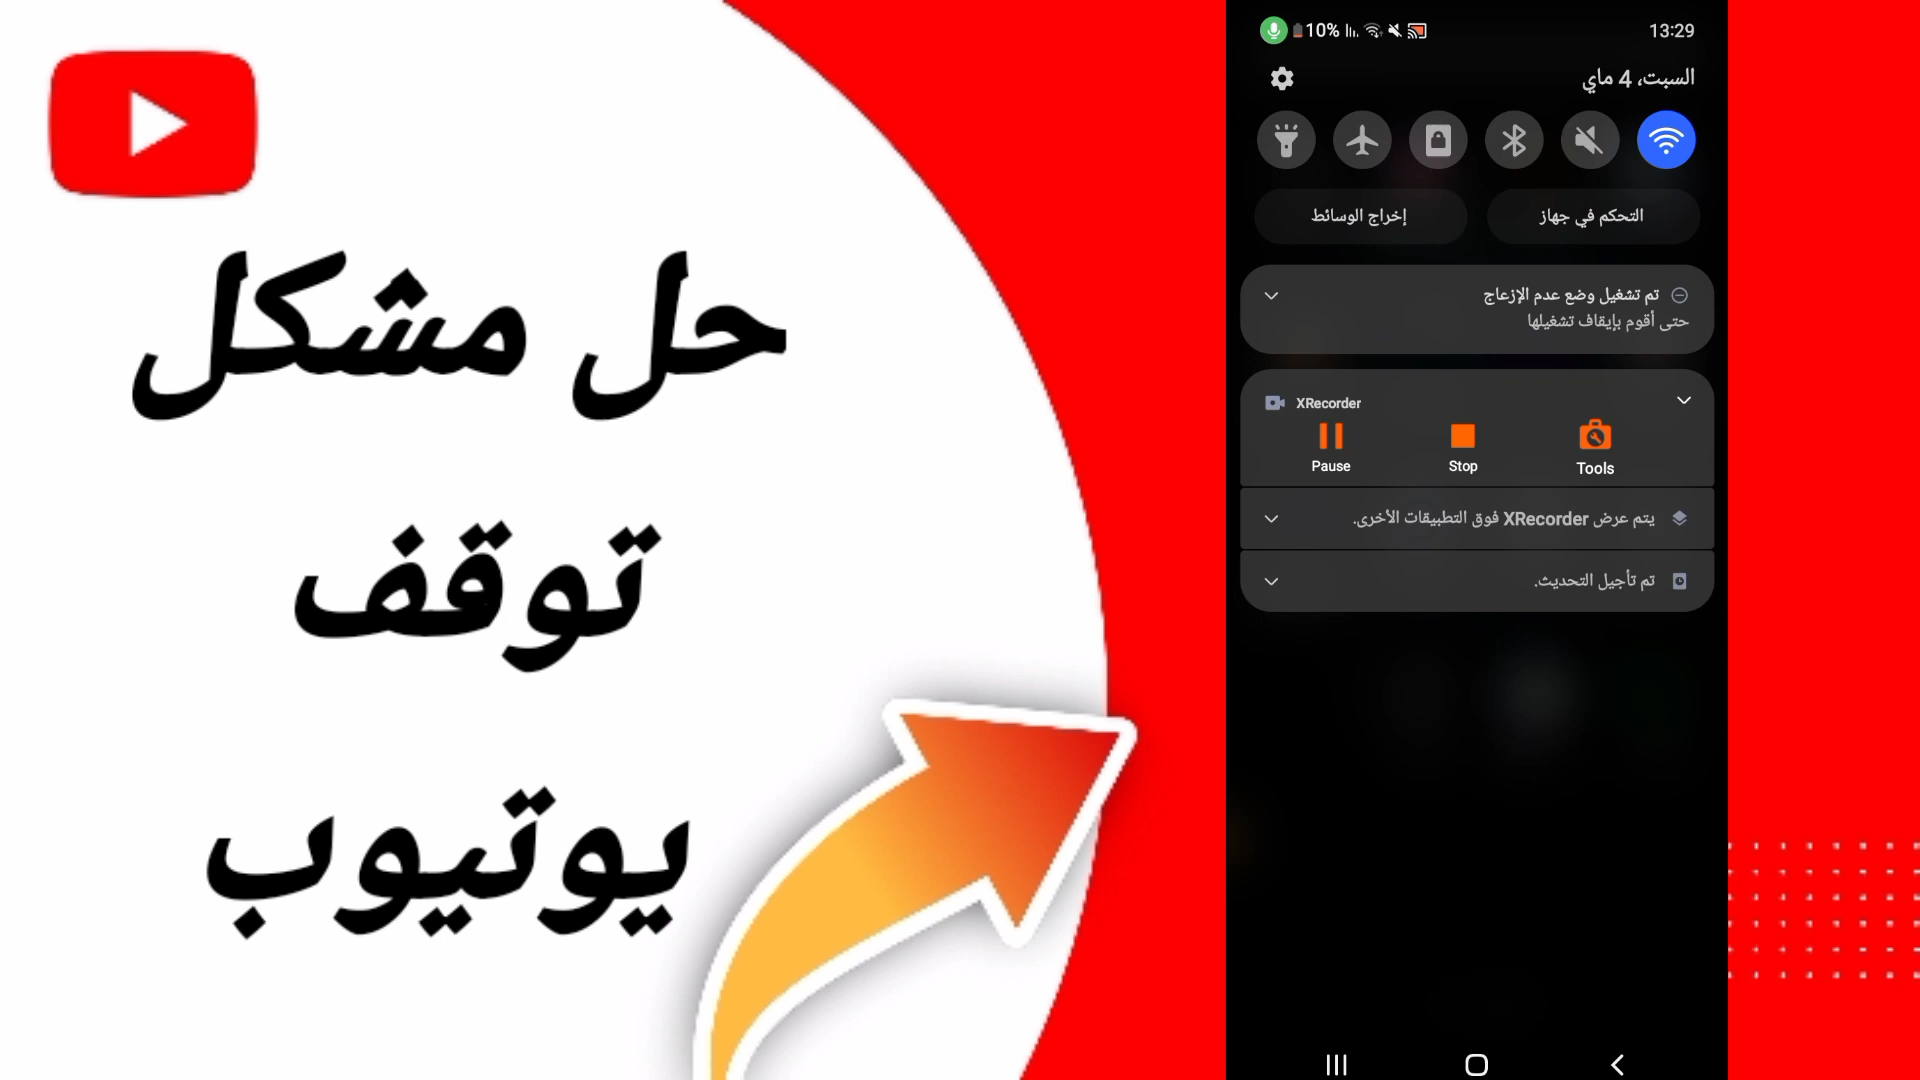 حل مشكل
توقف
يوتيوب
10%
13:29
السبت، 4 ماي
التحكم في جهاز
إخراج الوسائط
تم تشغيل وضع عدم الإزعاج
حتى أقوم بإيقاف تشغيلها
XRecorder
Pause
Stop
Tools
يتم عرض XRecorder فوق التطبيقات الأخرى.
تم تأجيل التحديث.